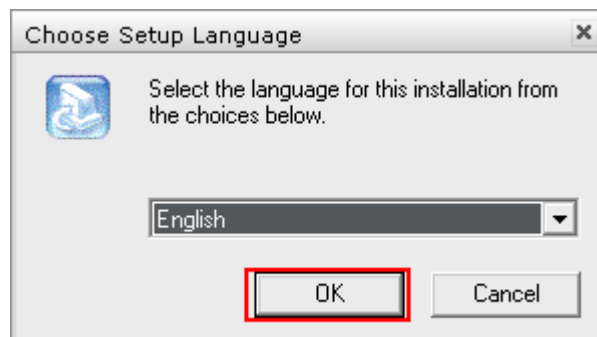 Choose Setup Language
Select the language for this installation from
the choices below.
English
OK
Cancel